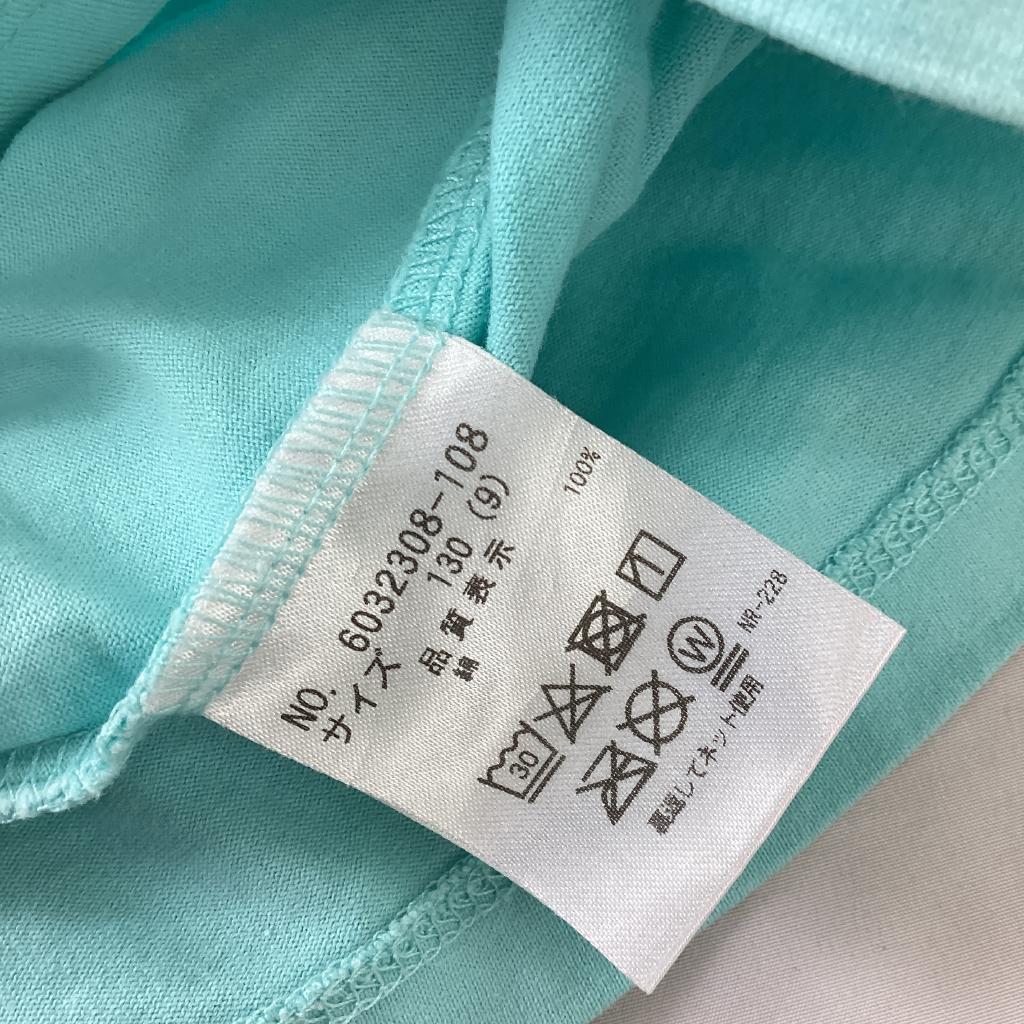 NO. 6032308-108
サイズ 130 (9)
品質表示
綿 100%
30
W
裏返してネット使用
NR-228